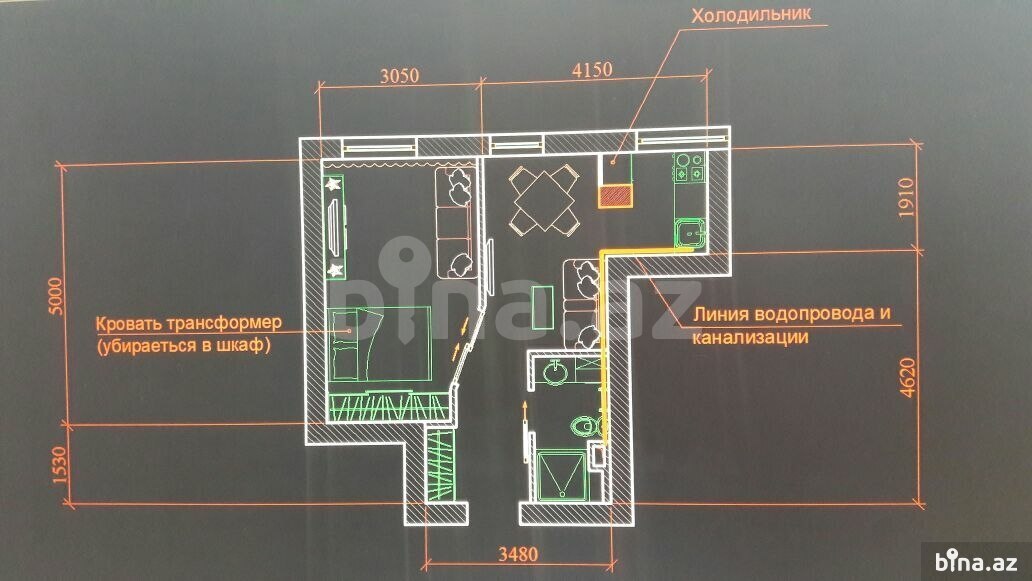 Холодильник
3050
4150
1910
5000
Кровать трансформер
(убираеться в шкаф)
Линия водопровода и
канализации
4620
1530
3480
bina.az
bina.az